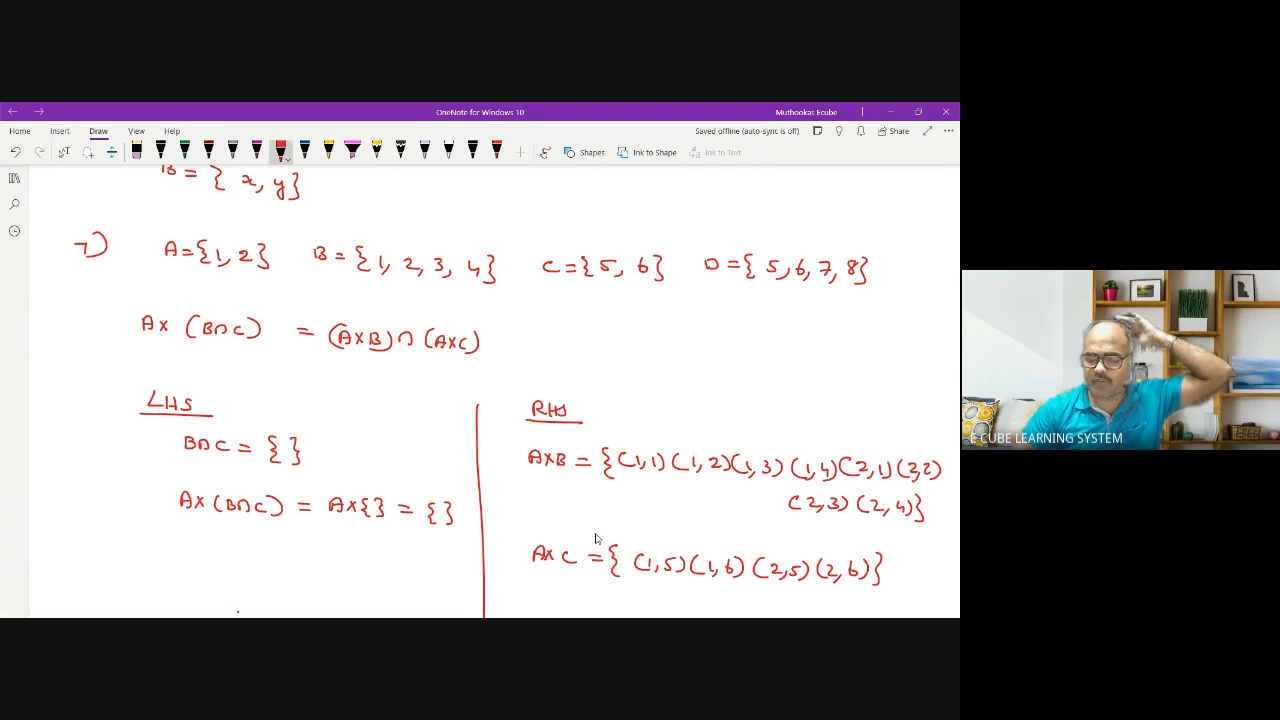 OneNote for Windows 10
Muthookas Ecube
Home Insert Draw View Help
Saved offline (auto-sync is off)
Share
Shapes Ink to Shape Ink to Text
B = { x, y}
7)
A={1, 2} B = {1, 2, 3, 4} C={5, 6} D={5,6,7,8}
A× (B∩C) = (A×B)∩(A×C)
LHS
B∩C = { }
A×(B∩C) = A×{} = {}
RHS
A×B = {(1,1)(1,2)(1,3)(1,4)(2,1)(2,2)
(2,3)(2,4)}
A×C ={ (1,5)(1,6)(2,5)(2,6)}
E CUBE LEARNING SYSTEM